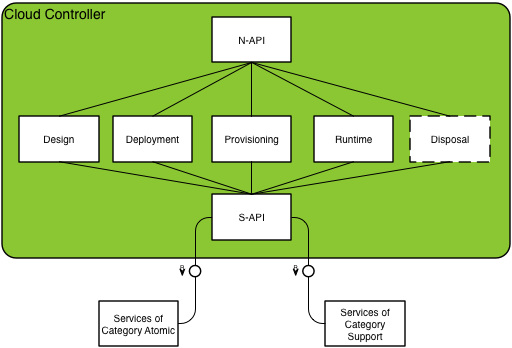 Cloud Controller
N-API
Design
Deployment
Provisioning
Runtime
Disposal
S-API
Services of
Category Atomic
Services of
Category
Support